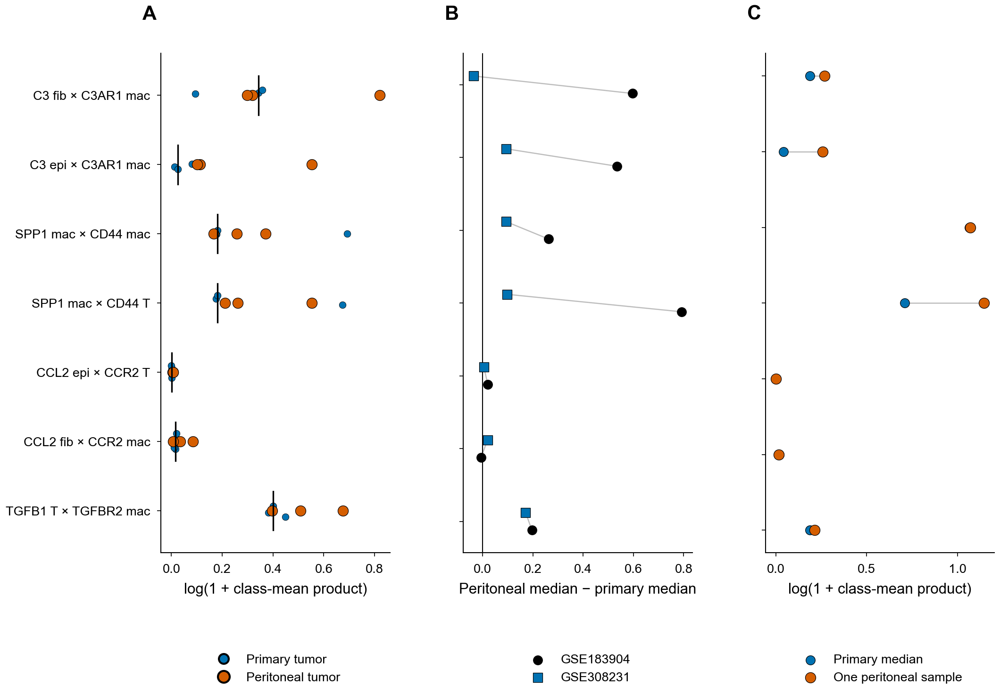 A
B
C
C3 fib × C3AR1 mac
C3 epi × C3AR1 mac
SPP1 mac × CD44 mac
SPP1 mac × CD44 T
CCL2 epi × CCR2 T
CCL2 fib × CCR2 mac
TGFB1 T × TGFBR2 mac
0.0 0.2 0.4 0.6 0.8
log(1 + class-mean product)
0.0 0.2 0.4 0.6 0.8
Peritoneal median − primary median
0.0 0.5 1.0
log(1 + class-mean product)
Primary tumor
Peritoneal tumor
GSE183904
GSE308231
Primary median
One peritoneal sample